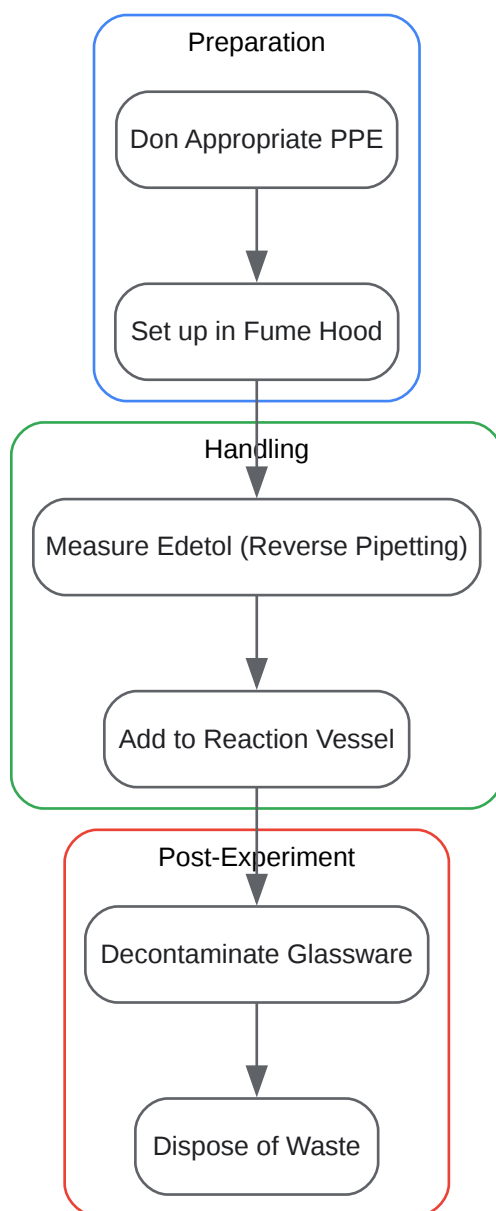 Preparation
Don Appropriate PPE
Set up in Fume Hood
Handling
Measure Edetol (Reverse Pipetting)
Add to Reaction Vessel
Post-Experiment
Decontaminate Glassware
Dispose of Waste